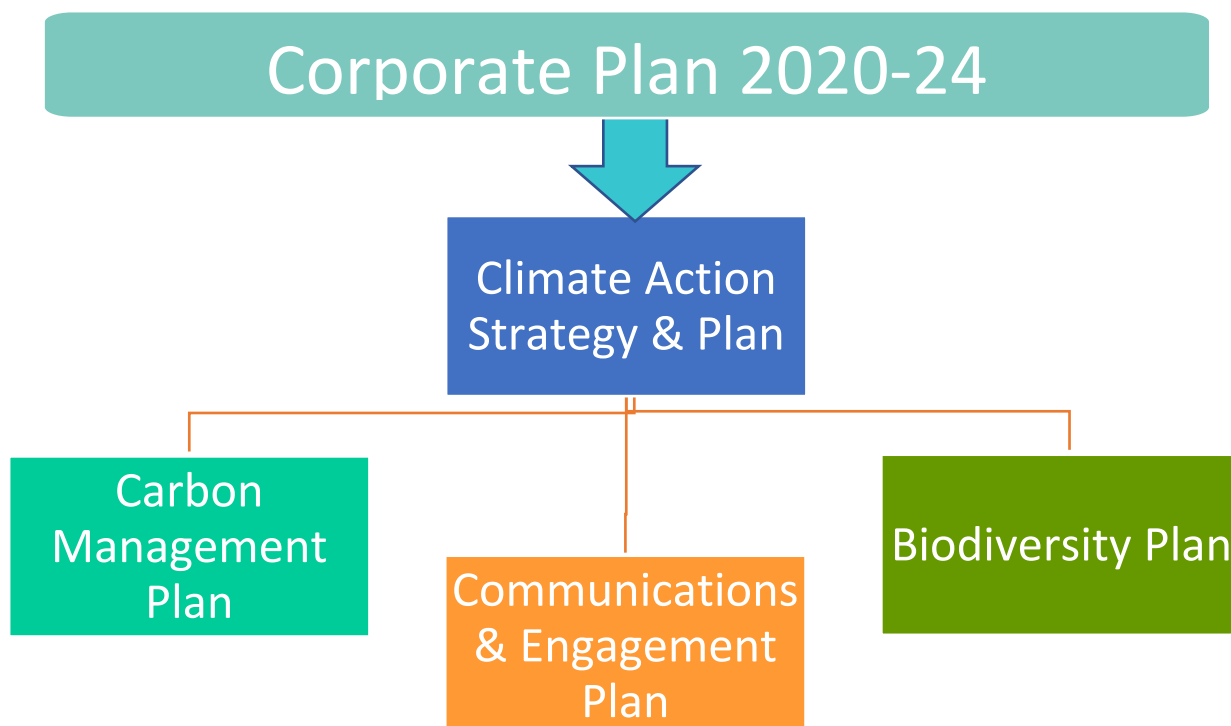 Corporate Plan 2020-24
Climate Action
Strategy & Plan
Carbon
Management
Plan
Communications
& Engagement
Plan
Biodiversity Plan